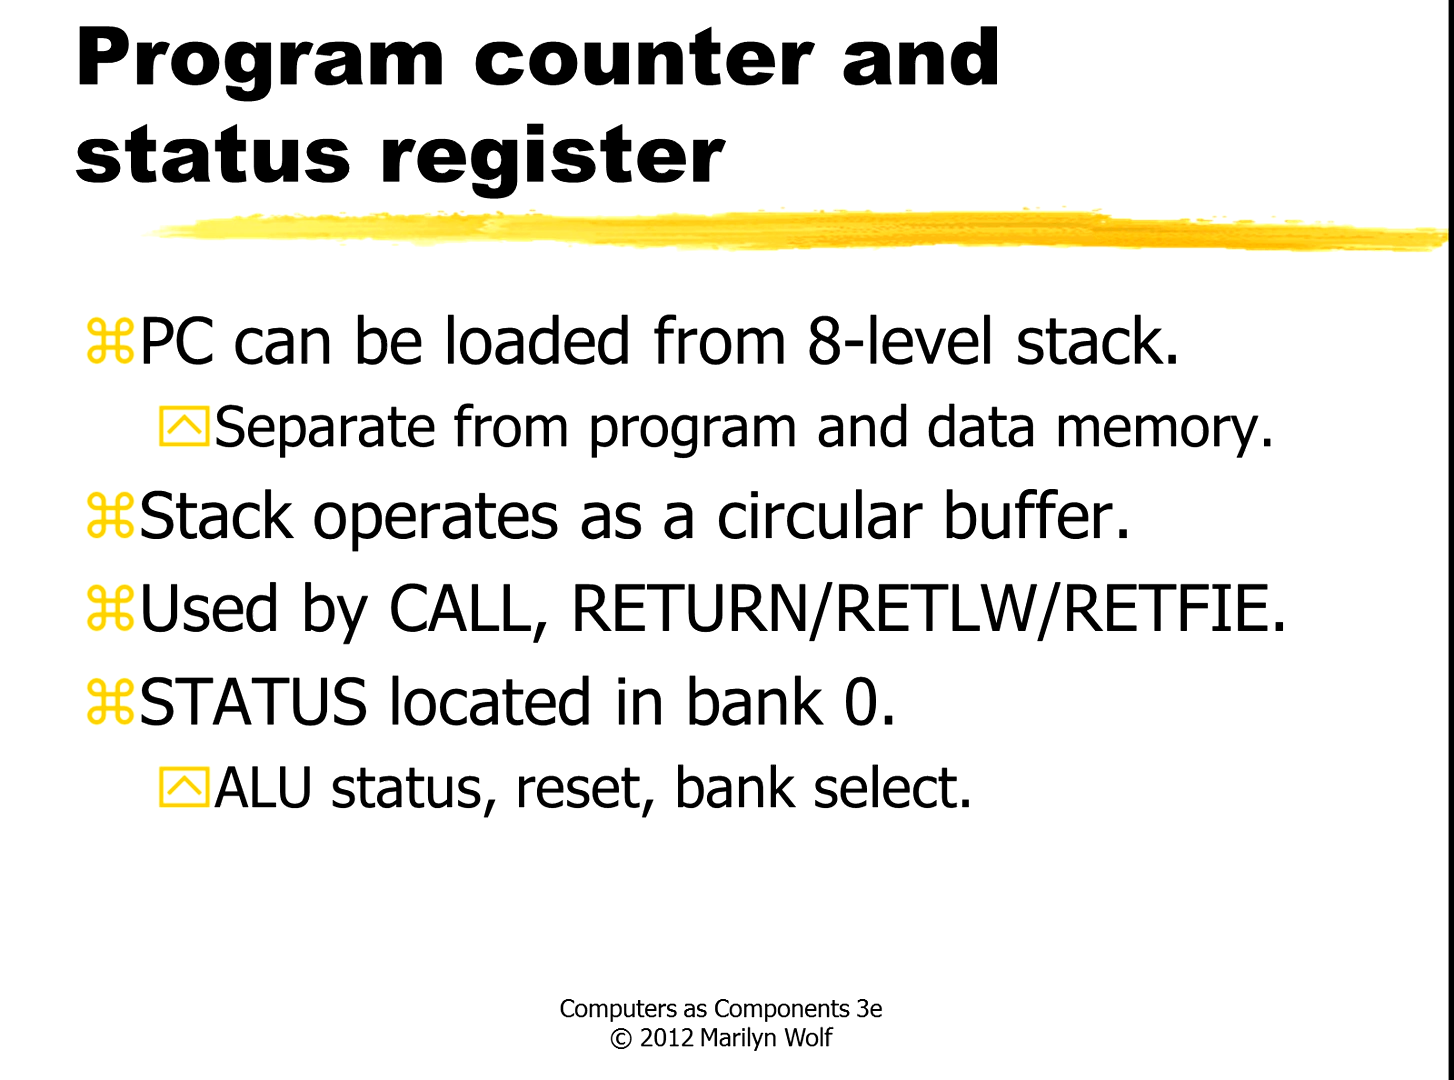 Program counter and
status register
⌘PC can be loaded from 8-level stack.
Separate from program and data memory.
⌘Stack operates as a circular buffer.
⌘Used by CALL, RETURN/RETLW/RETFIE.
⌘STATUS located in bank 0.
ALU status, reset, bank select.
Computers as Components 3e
© 2012 Marilyn Wolf